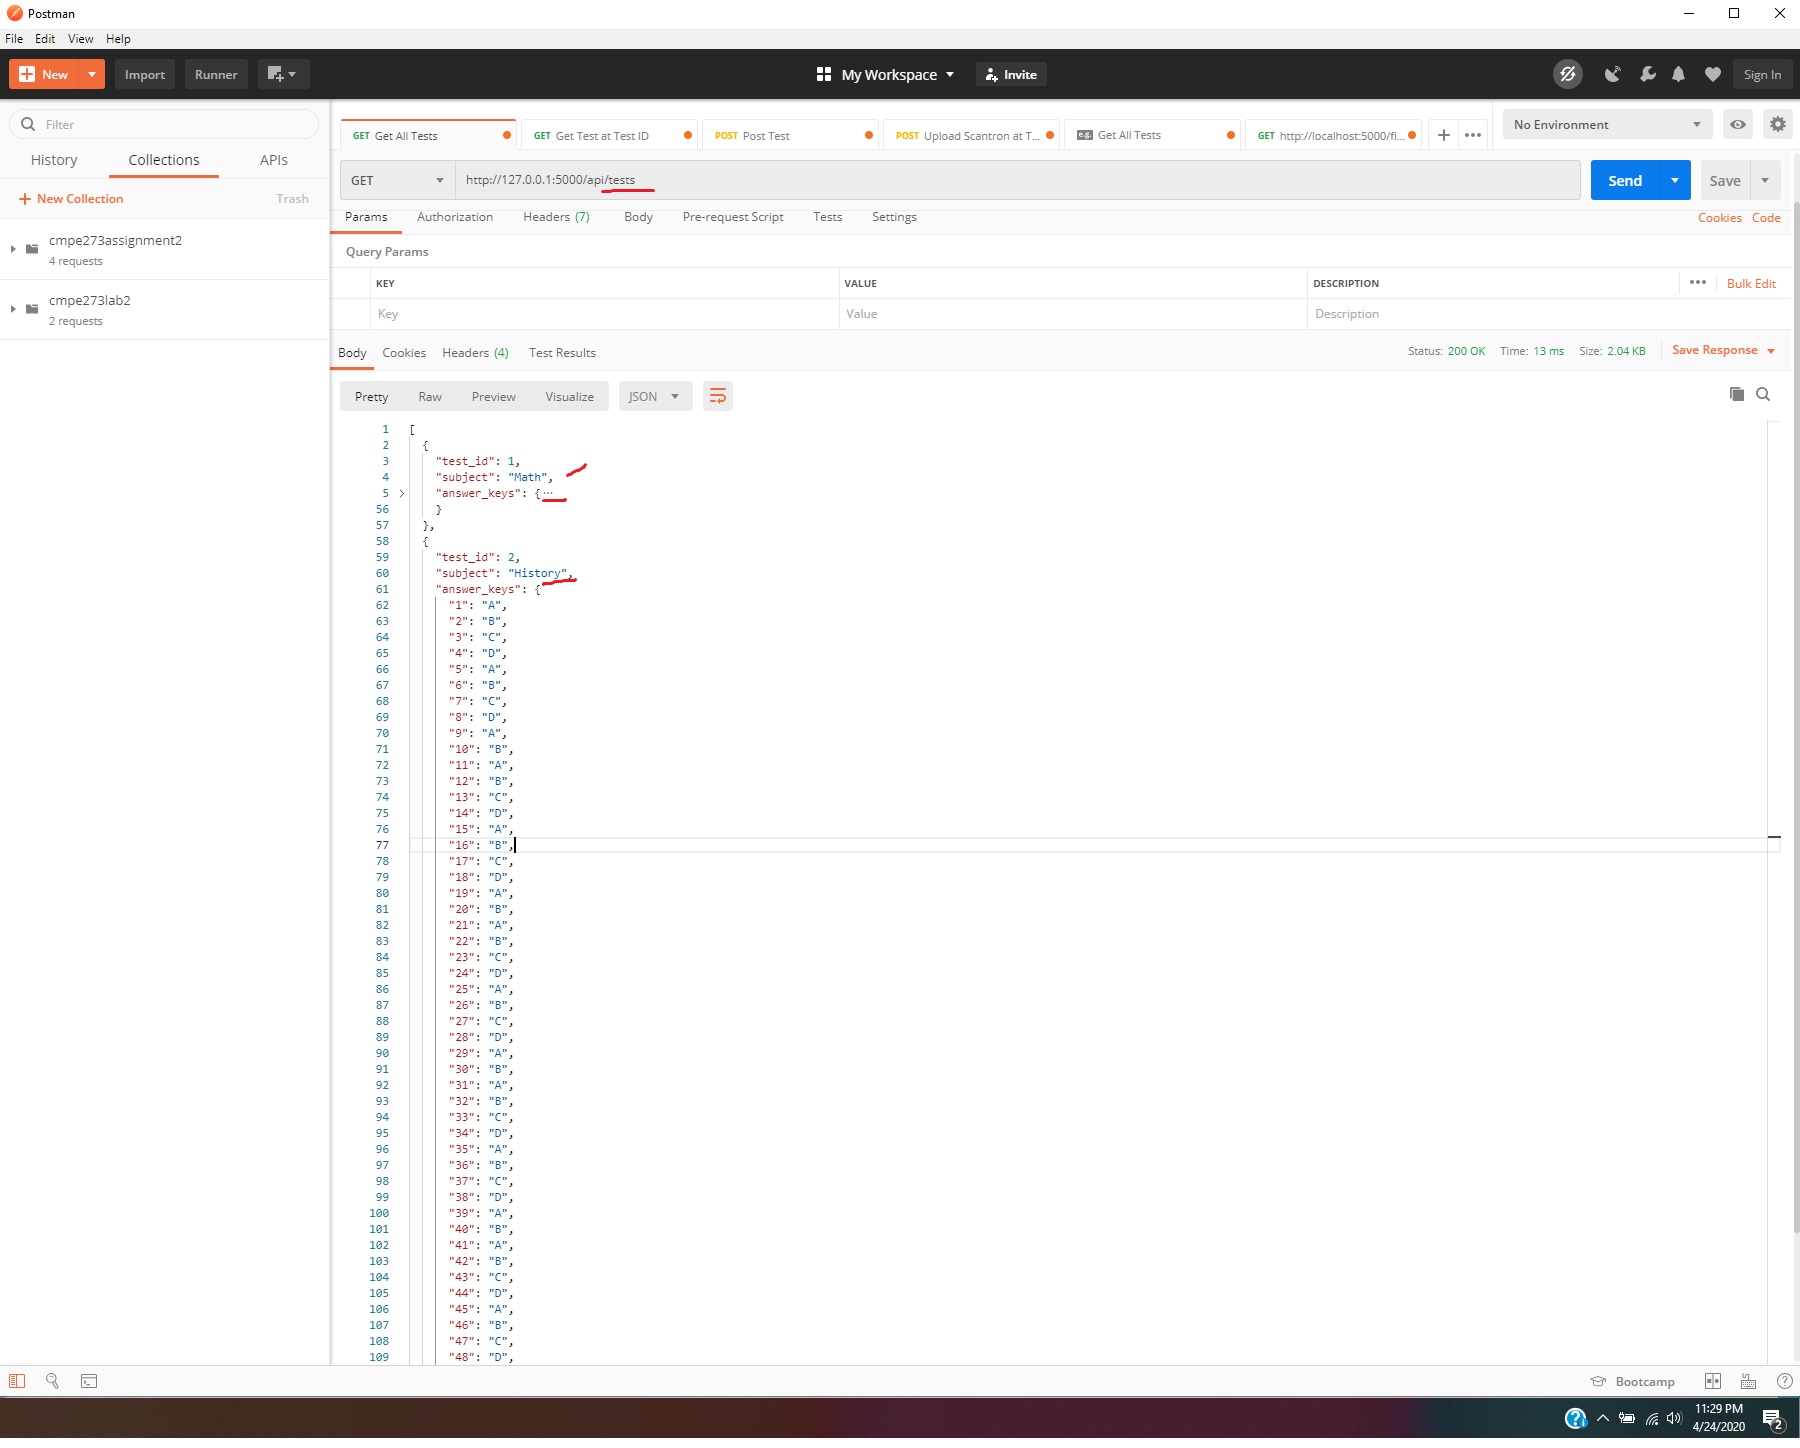 Postman
File Edit View Help
New Import Runner My Workspace Invite Sign In
Filter
History Collections APIs
New Collection Trash
cmpe273assignment2
4 requests
cmpe273lab2
2 requests
GET Get All Tests GET Get Test at Test ID POST Post Test POST Upload Scantron at T... e.g. Get All Tests GET http://localhost:5000/fi... + ••• No Environment
GET http://127.0.0.1:5000/api/tests Send Save
Params Authorization Headers (7) Body Pre-request Script Tests Settings Cookies Code
Query Params
KEY VALUE DESCRIPTION ••• Bulk Edit
Key Value Description
Body Cookies Headers (4) Test Results Status: 200 OK Time: 13 ms Size: 2.04 KB Save Response
Pretty Raw Preview Visualize JSON
1 [
2 {
3 "test_id": 1,
4 "subject": "Math",
5 "answer_keys": {···
56 }
57 },
58 {
59 "test_id": 2,
60 "subject": "History",
61 "answer_keys": {
62 "1": "A",
63 "2": "B",
64 "3": "C",
65 "4": "D",
66 "5": "A",
67 "6": "B",
68 "7": "C",
69 "8": "D",
70 "9": "A",
71 "10": "B",
72 "11": "A",
73 "12": "B",
74 "13": "C",
75 "14": "D",
76 "15": "A",
77 "16": "B",
78 "17": "C",
79 "18": "D",
80 "19": "A",
81 "20": "B",
82 "21": "A",
83 "22": "B",
84 "23": "C",
85 "24": "D",
86 "25": "A",
87 "26": "B",
88 "27": "C",
89 "28": "D",
90 "29": "A",
91 "30": "B",
92 "31": "A",
93 "32": "B",
94 "33": "C",
95 "34": "D",
96 "35": "A",
97 "36": "B",
98 "37": "C",
99 "38": "D",
100 "39": "A",
101 "40": "B",
102 "41": "A",
103 "42": "B",
104 "43": "C",
105 "44": "D",
106 "45": "A",
107 "46": "B",
108 "47": "C",
109 "48": "D",
Bootcamp
11:29 PM
4/24/2020
2